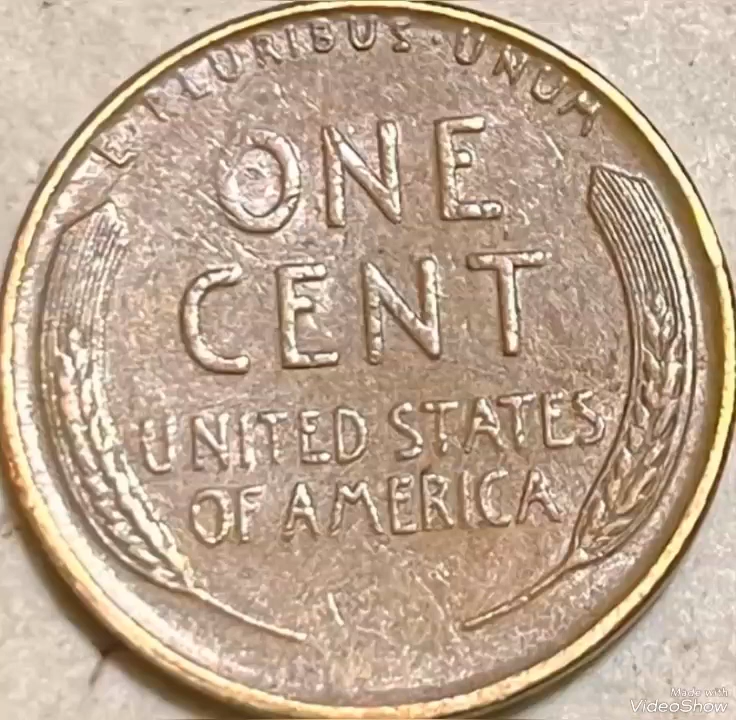 E·PLURIBUS·UNUM
ONE
CENT
UNITED STATES
OF AMERICA
Made with
VideoShow